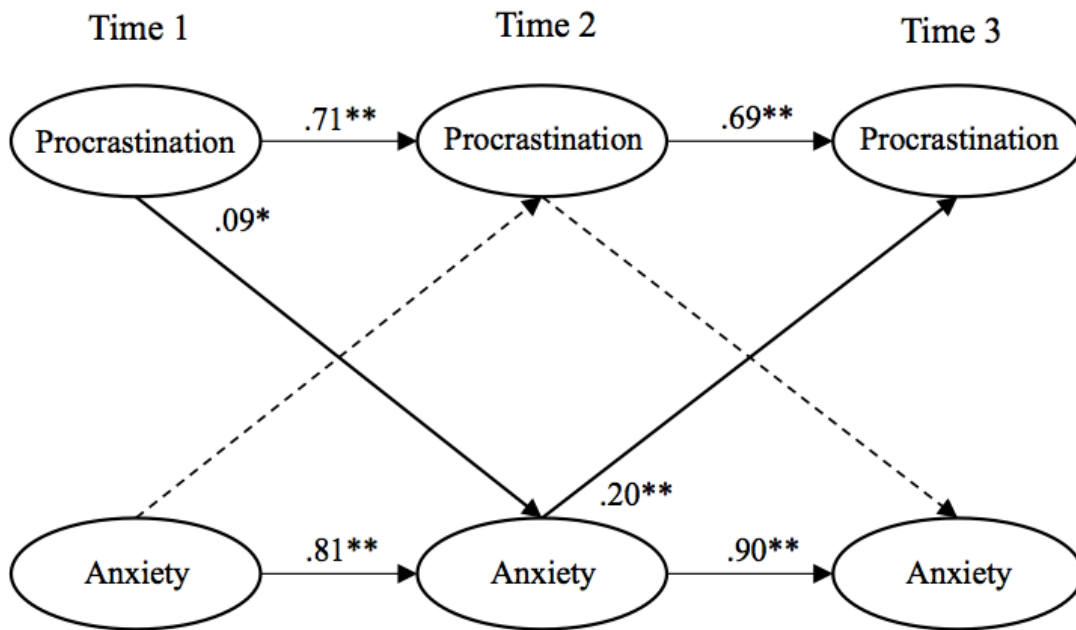 Time 1
Time 2
Time 3
Procrastination
.71**
Procrastination
.69**
Procrastination
.09*
.20**
Anxiety
.81**
Anxiety
.90**
Anxiety